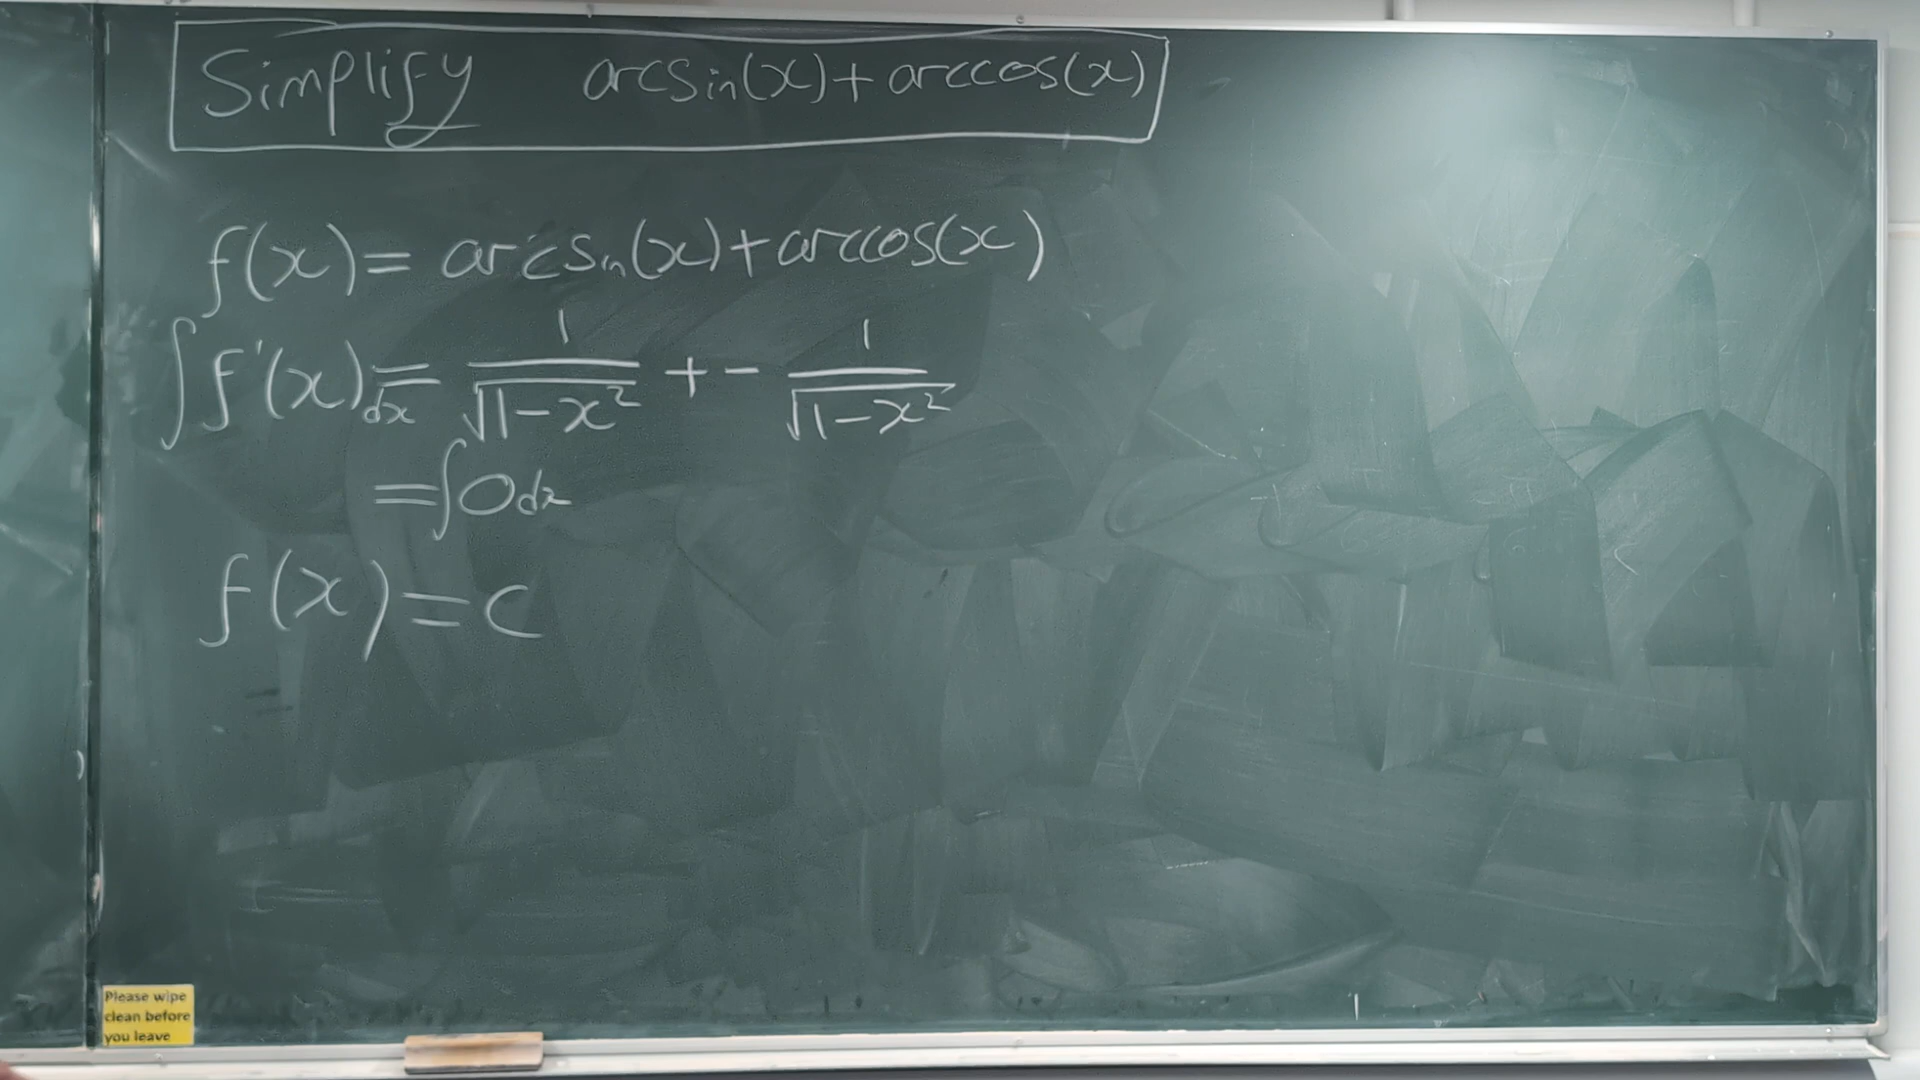 Simplify arcsin(x)+arccos(x)
f(x)= arcsin(x)+arccos(x)
∫f'(x)dx = 1/√(1-x²) + - 1/√(1-x²)
=∫0dx
f(x)=c
Please wipe
clean before
you leave